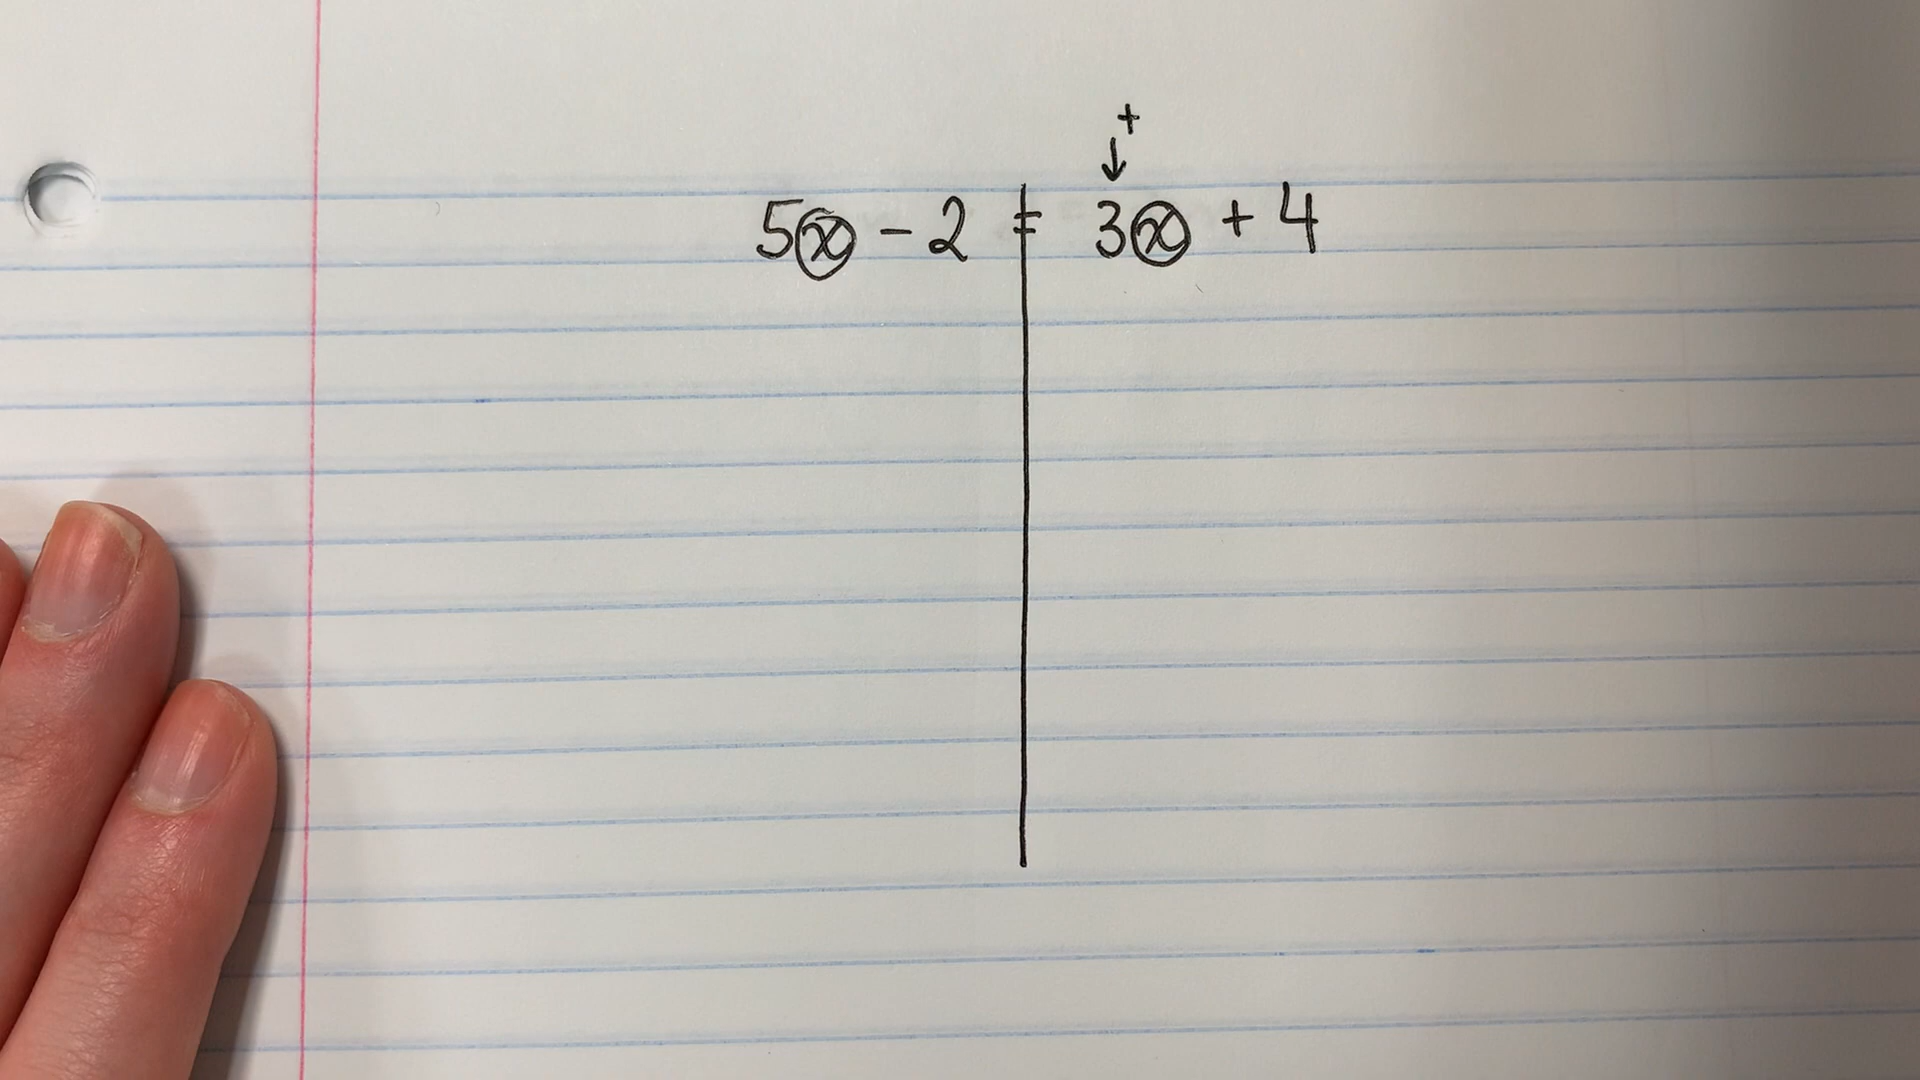 +
↓
5x - 2 = 3x + 4